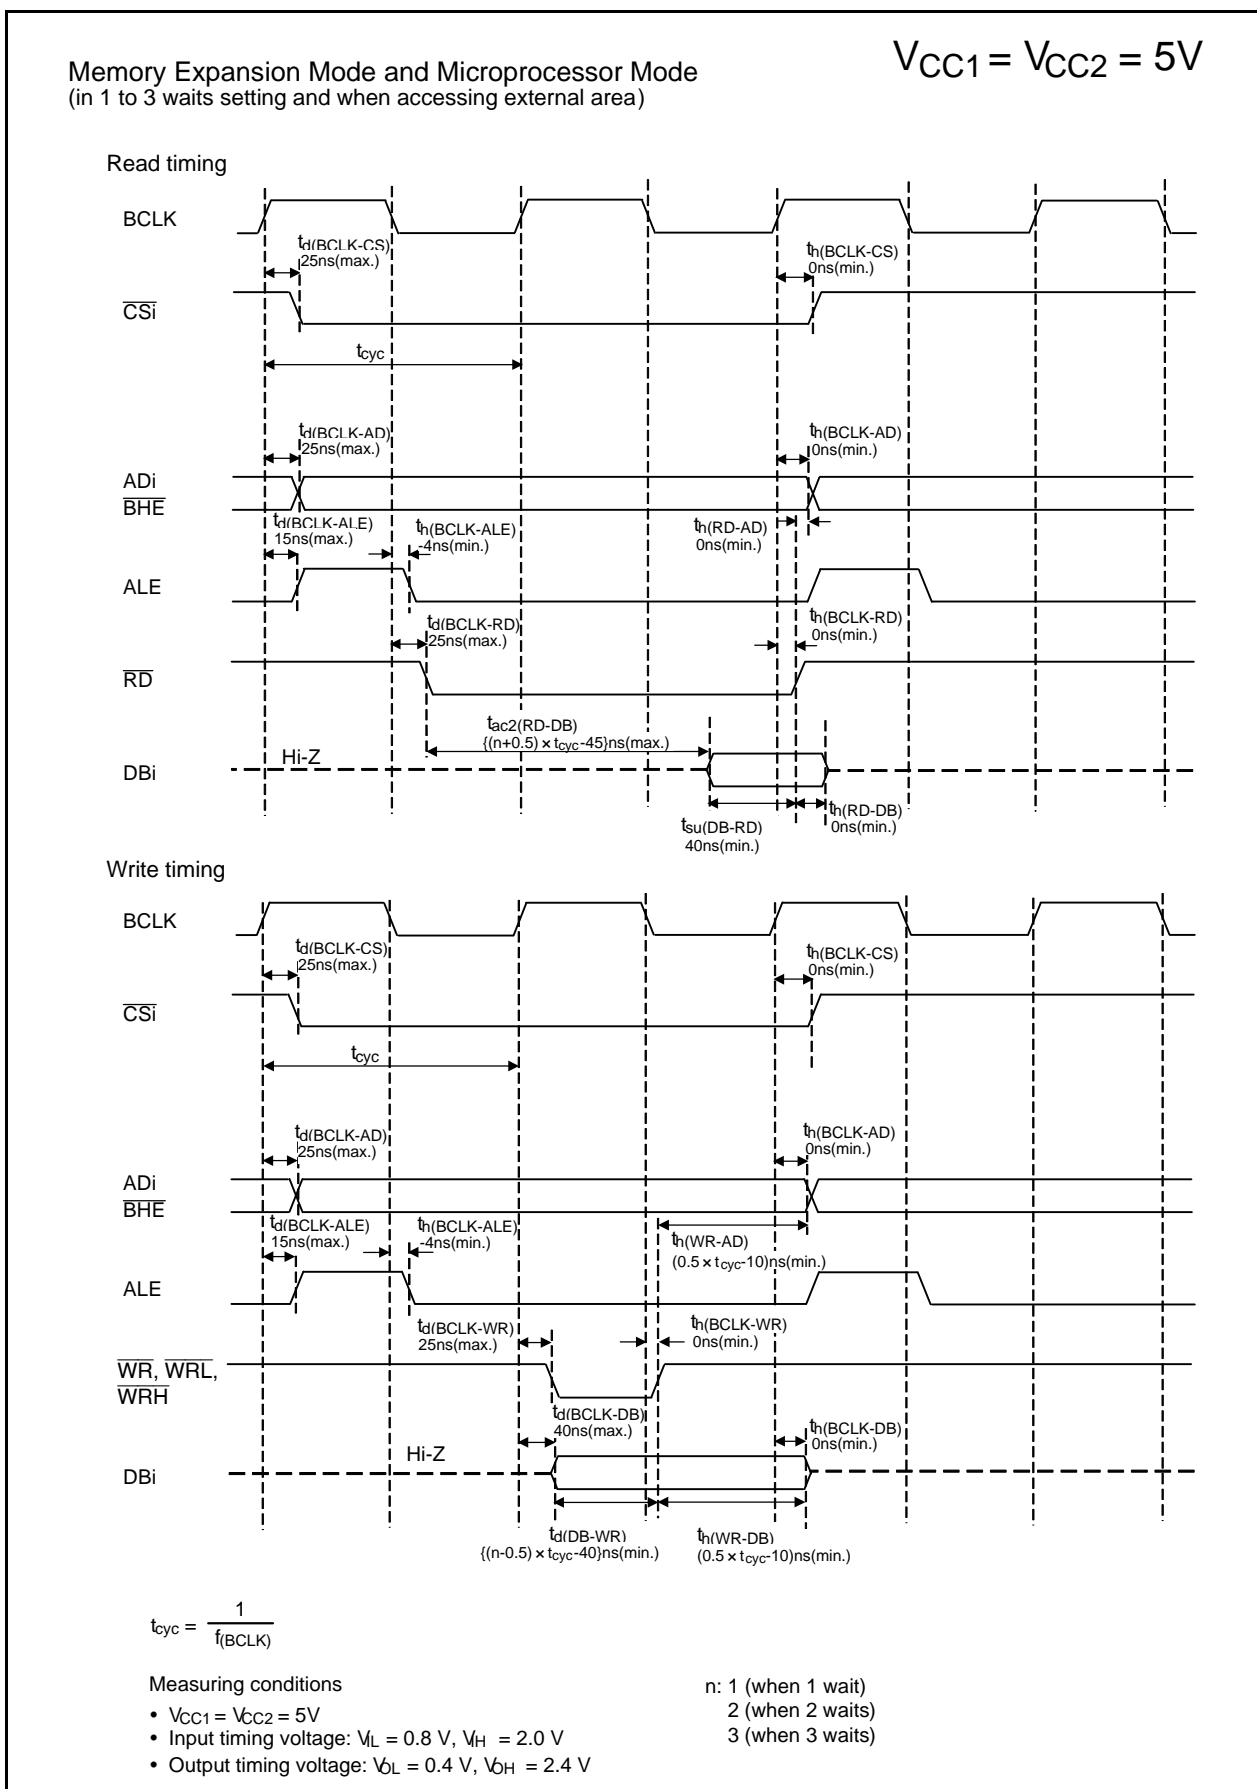 VCC1 = VCC2 = 5V
Memory Expansion Mode and Microprocessor Mode
(in 1 to 3 waits setting and when accessing external area)
Read timing
BCLK
td(BCLK-CS)
25ns(max.)
th(BCLK-CS)
0ns(min.)
CSi
tcyc
td(BCLK-AD)
25ns(max.)
th(BCLK-AD)
0ns(min.)
ADi
BHE
td(BCLK-ALE)
15ns(max.)
th(BCLK-ALE)
-4ns(min.)
th(RD-AD)
0ns(min.)
ALE
td(BCLK-RD)
25ns(max.)
th(BCLK-RD)
0ns(min.)
RD
tac2(RD-DB)
{(n+0.5) × tcyc-45}ns(max.)
Hi-Z
DBi
tsu(DB-RD)
40ns(min.)
th(RD-DB)
0ns(min.)
Write timing
BCLK
td(BCLK-CS)
25ns(max.)
th(BCLK-CS)
0ns(min.)
CSi
tcyc
td(BCLK-AD)
25ns(max.)
th(BCLK-AD)
0ns(min.)
ADi
BHE
td(BCLK-ALE)
15ns(max.)
th(BCLK-ALE)
-4ns(min.)
th(WR-AD)
(0.5 × tcyc-10)ns(min.)
ALE
td(BCLK-WR)
25ns(max.)
th(BCLK-WR)
0ns(min.)
WR, WRL,
WRH
td(BCLK-DB)
40ns(max.)
th(BCLK-DB)
0ns(min.)
Hi-Z
DBi
td(DB-WR)
{(n-0.5) × tcyc-40}ns(min.)
th(WR-DB)
(0.5 × tcyc-10)ns(min.)
tcyc = 1
f(BCLK)
Measuring conditions
• VCC1 = VCC2 = 5V
• Input timing voltage: VIL = 0.8 V, VIH = 2.0 V
• Output timing voltage: VOL = 0.4 V, VOH = 2.4 V
n: 1 (when 1 wait)
2 (when 2 waits)
3 (when 3 waits)